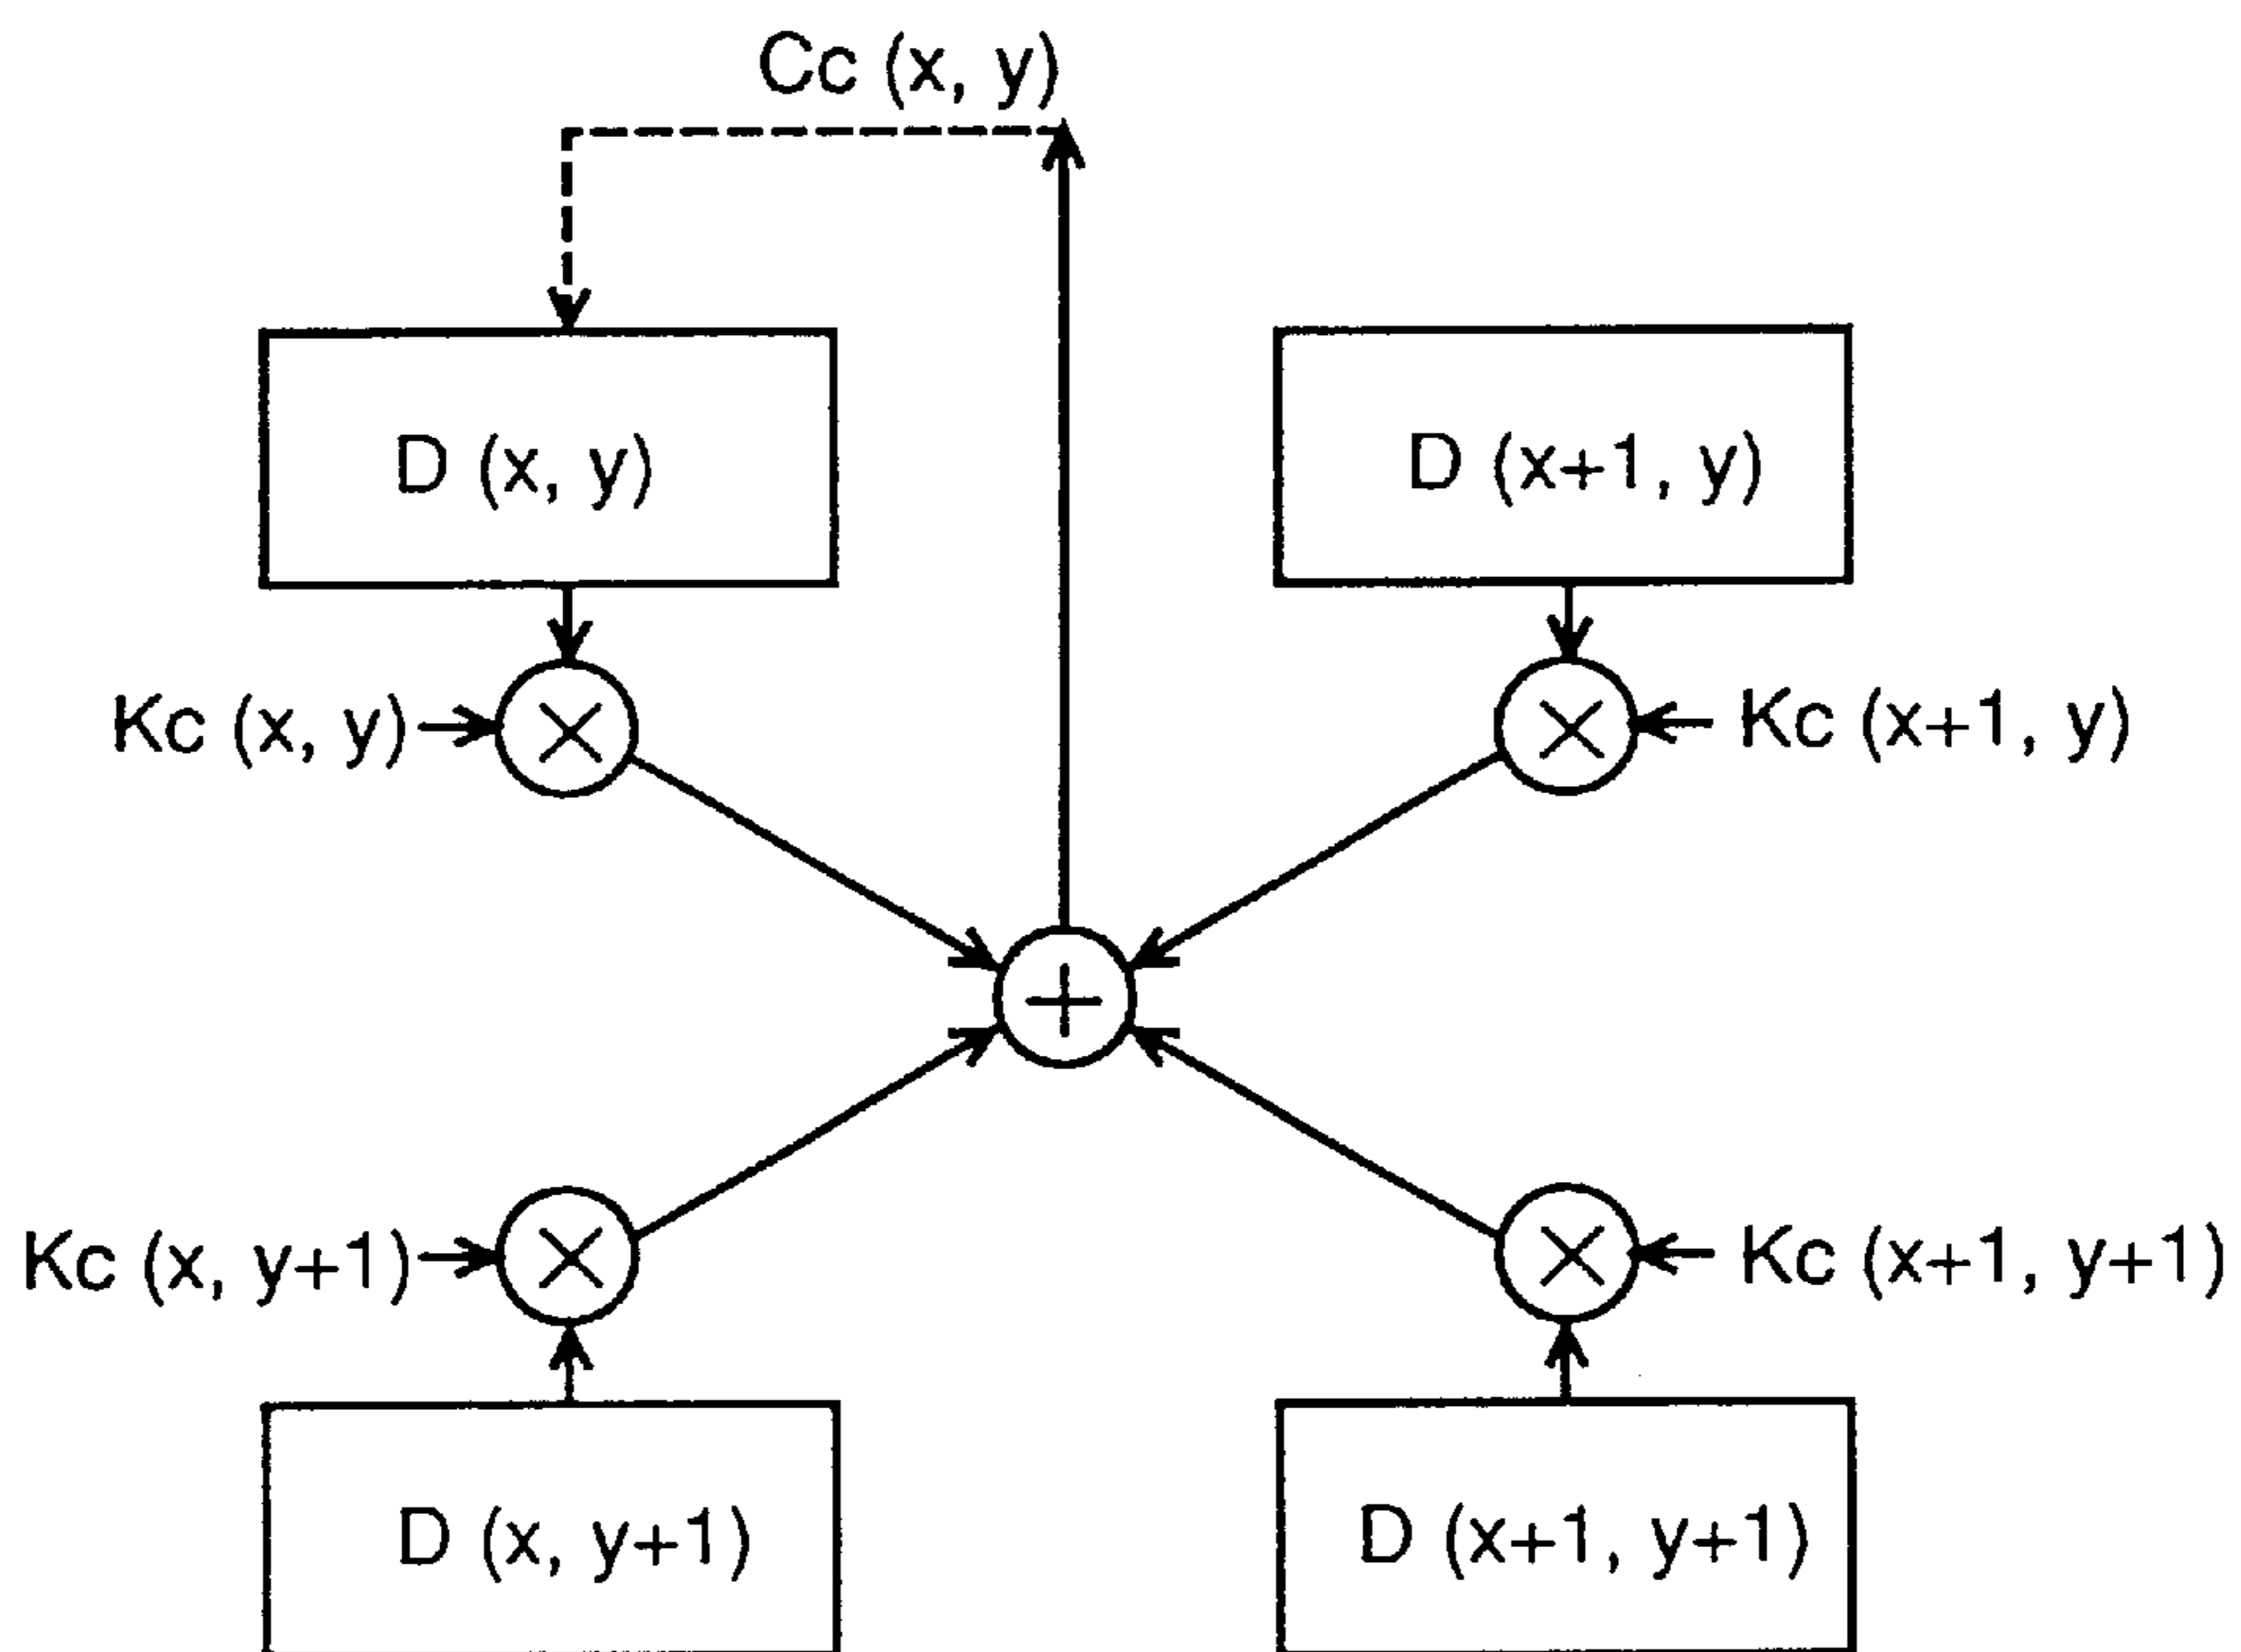 Cc (x, y)
D (x, y)
D (x+1, y)
Kc (x, y)
Kc (x+1, y)
Kc (x, y+1)
Kc (x+1, y+1)
D (x, y+1)
D (x+1, y+1)